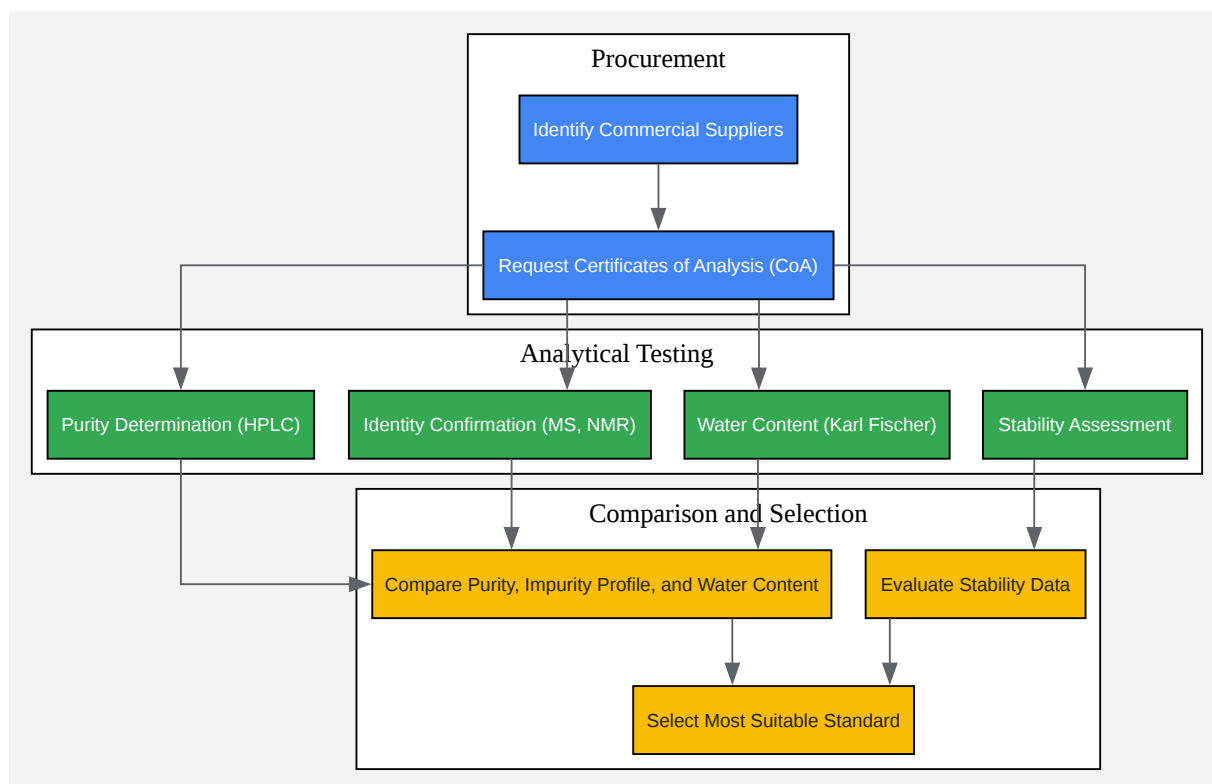 Procurement
Identify Commercial Suppliers
Request Certificates of Analysis (CoA)
Analytical Testing
Purity Determination (HPLC)
Identity Confirmation (MS, NMR)
Water Content (Karl Fischer)
Stability Assessment
Comparison and Selection
Compare Purity, Impurity Profile, and Water Content
Evaluate Stability Data
Select Most Suitable Standard